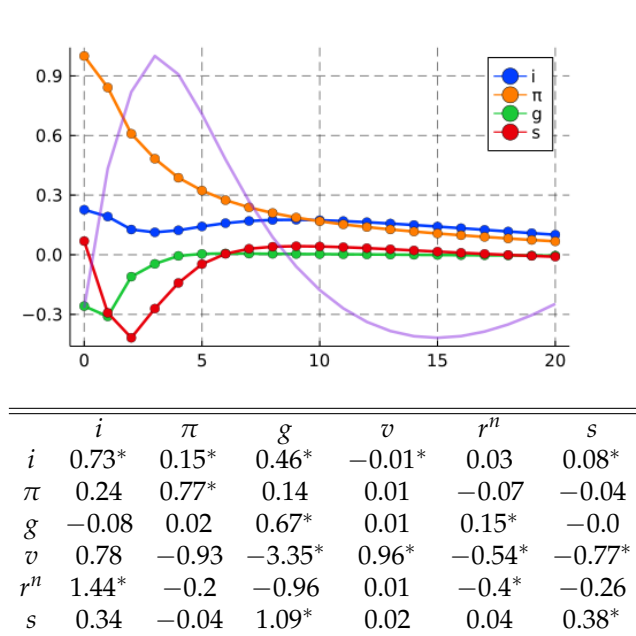 0.9
0.6
0.3
0.0
−0.3
0 5 10 15 20
i
π
g
s
i π g v rⁿ s
i 0.73* 0.15* 0.46* −0.01* 0.03 0.08*
π 0.24 0.77* 0.14 0.01 −0.07 −0.04
g −0.08 0.02 0.67* 0.01 0.15* −0.0
v 0.78 −0.93 −3.35* 0.96* −0.54* −0.77*
rⁿ 1.44* −0.2 −0.96 0.01 −0.4* −0.26
s 0.34 −0.04 1.09* 0.02 0.04 0.38*